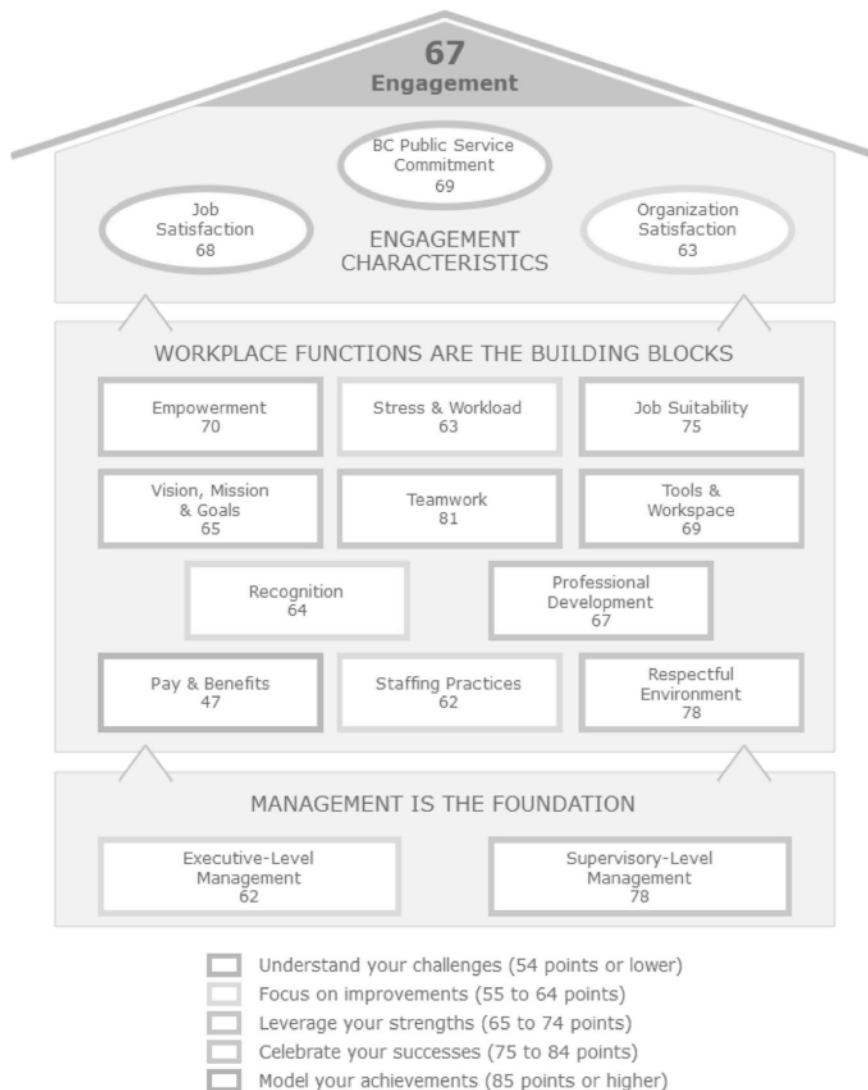 67
Engagement
BC Public Service
Commitment
69
Job
Satisfaction
68
Organization
Satisfaction
63
ENGAGEMENT
CHARACTERISTICS
WORKPLACE FUNCTIONS ARE THE BUILDING BLOCKS
Empowerment
70
Stress & Workload
63
Job Suitability
75
Vision, Mission
& Goals
65
Teamwork
81
Tools &
Workspace
69
Recognition
64
Professional
Development
67
Pay & Benefits
47
Staffing Practices
62
Respectful
Environment
78
MANAGEMENT IS THE FOUNDATION
Executive-Level
Management
62
Supervisory-Level
Management
78
Understand your challenges (54 points or lower)
Focus on improvements (55 to 64 points)
Leverage your strengths (65 to 74 points)
Celebrate your successes (75 to 84 points)
Model your achievements (85 points or higher)